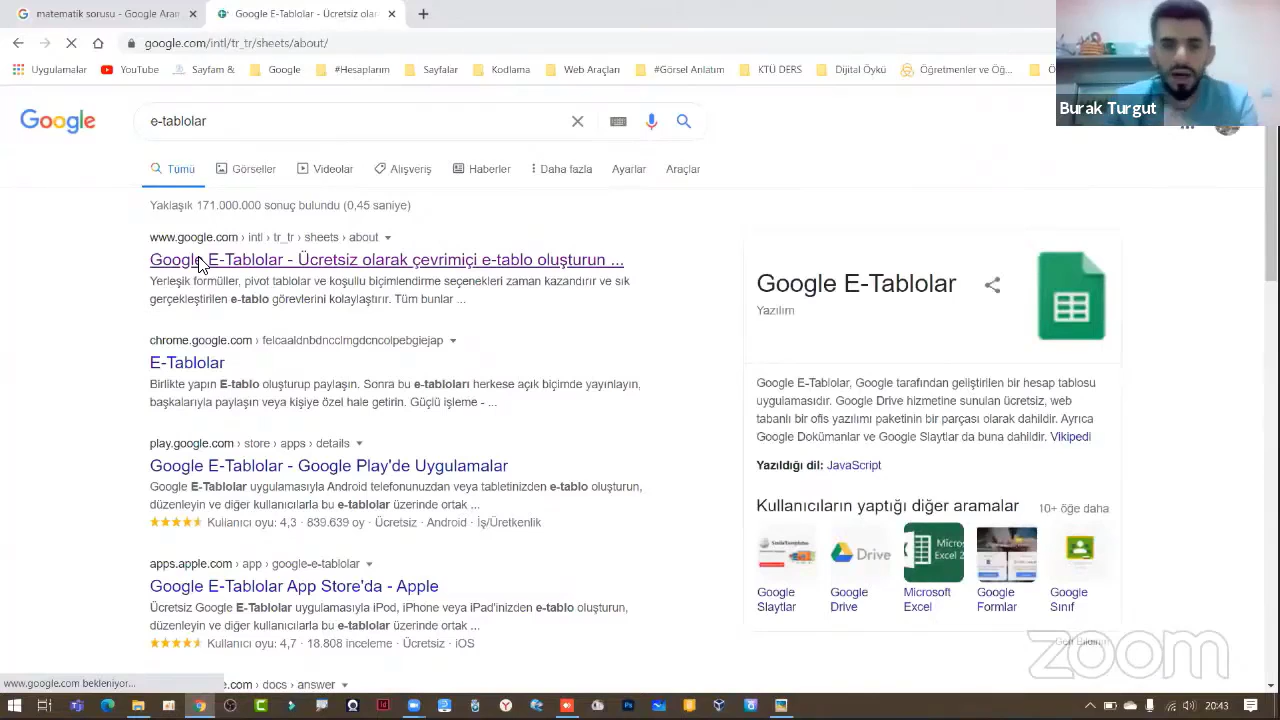 matematik sorusu - Google Aram
Google E-Tablolar - Ücretsiz olar
google.com/intl/tr_tr/sheets/about/
Uygulamalar
YouTube
Sayfam &
Google
#Honlarım
Sayfalar
Kodlama
Web Araçları
#Görsel Anlatım
KTÜ DERS
Dijital Öykü
Öğretmenler ve Öğ...
Burak Turgut
Google
e-tablolar
Tümü
Görseller
Videolar
Alışveriş
Haberler
Daha fazla
Ayarlar
Araçlar
Yaklaşık 171.000.000 sonuç bulundu (0,45 saniye)
www.google.com › intl › tr_tr › sheets › about
Google E-Tablolar - Ücretsiz olarak çevrimiçi e-tablo oluşturun ...
Yerleşik formüller, pivot tablolar ve koşullu biçimlendirme seçenekleri zaman kazandırır ve sık
gerçekleştirilen e-tablo görevlerini kolaylaştırır. Tüm bunlar ...
chrome.google.com › felcaaldnbdncclmgdcncolpebgiejap
E-Tablolar
Birlikte yapın E-tablo oluşturup paylaşın. Sonra bu e-tabloları herkese açık biçimde yayınlayın,
başkalarıyla paylaşın veya kişiye özel hale getirin. Güçlü işleme - ...
play.google.com › store › apps › details
Google E-Tablolar - Google Play'de Uygulamalar
Google E-Tablolar uygulamasıyla Android telefonunuzdan veya tabletinizden e-tablo oluşturun,
düzenleyin ve diğer kullanıcılarla bu e-tablolar üzerinde ortak ...
Kullanıcı oyu: 4,3 · 839.639 oy · Ücretsiz · Android · İş/Üretkenlik
apps.apple.com › app › google-e-tablolar
Google E-Tablolar App Store'da - Apple
Ücretsiz Google E-Tablolar uygulamasıyla iPod, iPhone veya iPad'inizden e-tablo oluşturun,
düzenleyin ve diğer kullanıcılarla bu e-tablolar üzerinde ortak ...
Kullanıcı oyu: 4,7 · 18.808 inceleme · Ücretsiz · iOS
e.com › docs › answer
www.google.com bekleniyor...
Google E-Tablolar
Yazılım
Google E-Tablolar, Google tarafından geliştirilen bir hesap tablosu
uygulamasıdır. Google Drive hizmetine sunulan ücretsiz, web
tabanlı bir ofis yazılımı paketinin bir parçası olarak dahildir. Ayrıca
Google Dokümanlar ve Google Slaytlar da buna dahildir. Vikipedi
Yazıldığı dil: JavaScript
Kullanıcıların yaptığı diğer aramalar
10+ öğe daha
Drive
Google Slaytlar
Google Drive
Microsoft Excel
Google Formlar
Google Sınıf
Geri Bildirim
zoom
20:43